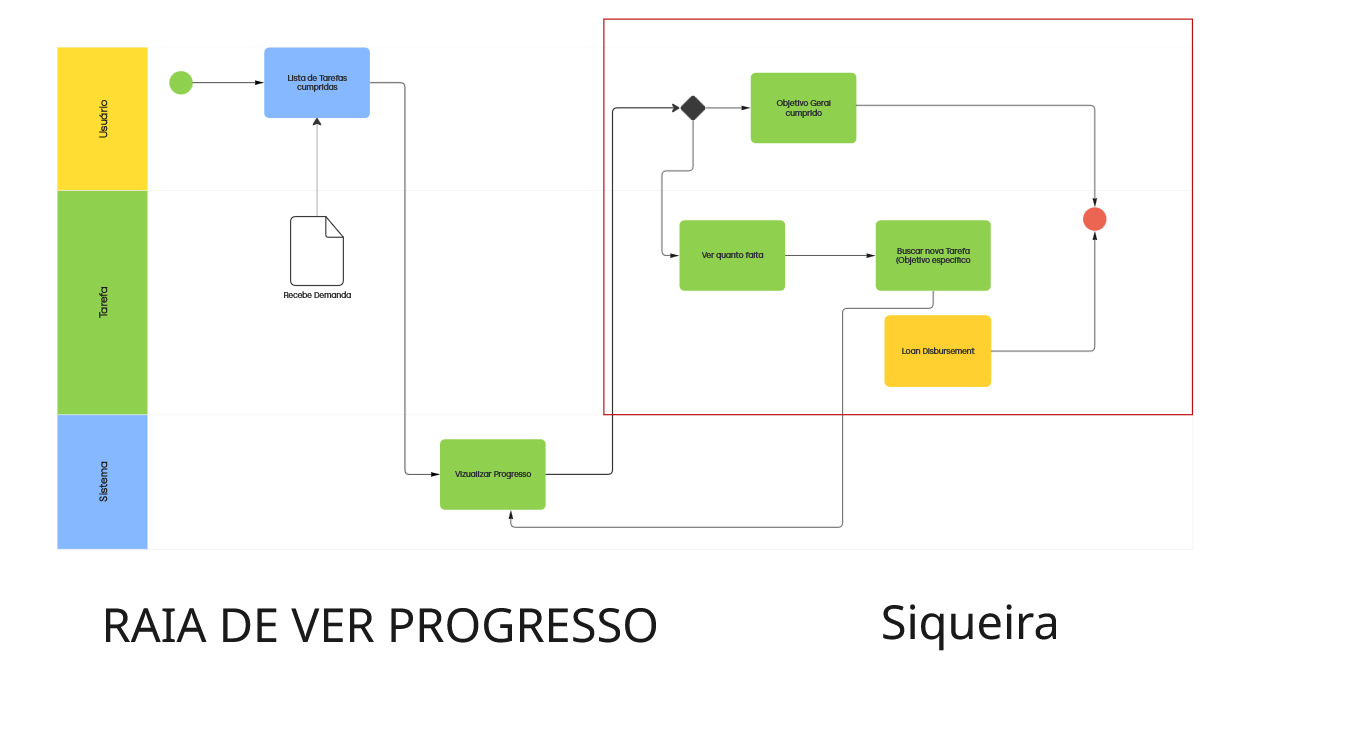 Usuário
Lista de Tarefas
cumpridas
Objetivo Geral
cumprido
Tarefa
Recebe Demanda
Ver quanto falta
Buscar nova Tarefa
(Objetivo específico
Loan Disbursement
Sistema
Vizualizar Progresso
RAIA DE VER PROGRESSO
Siqueira